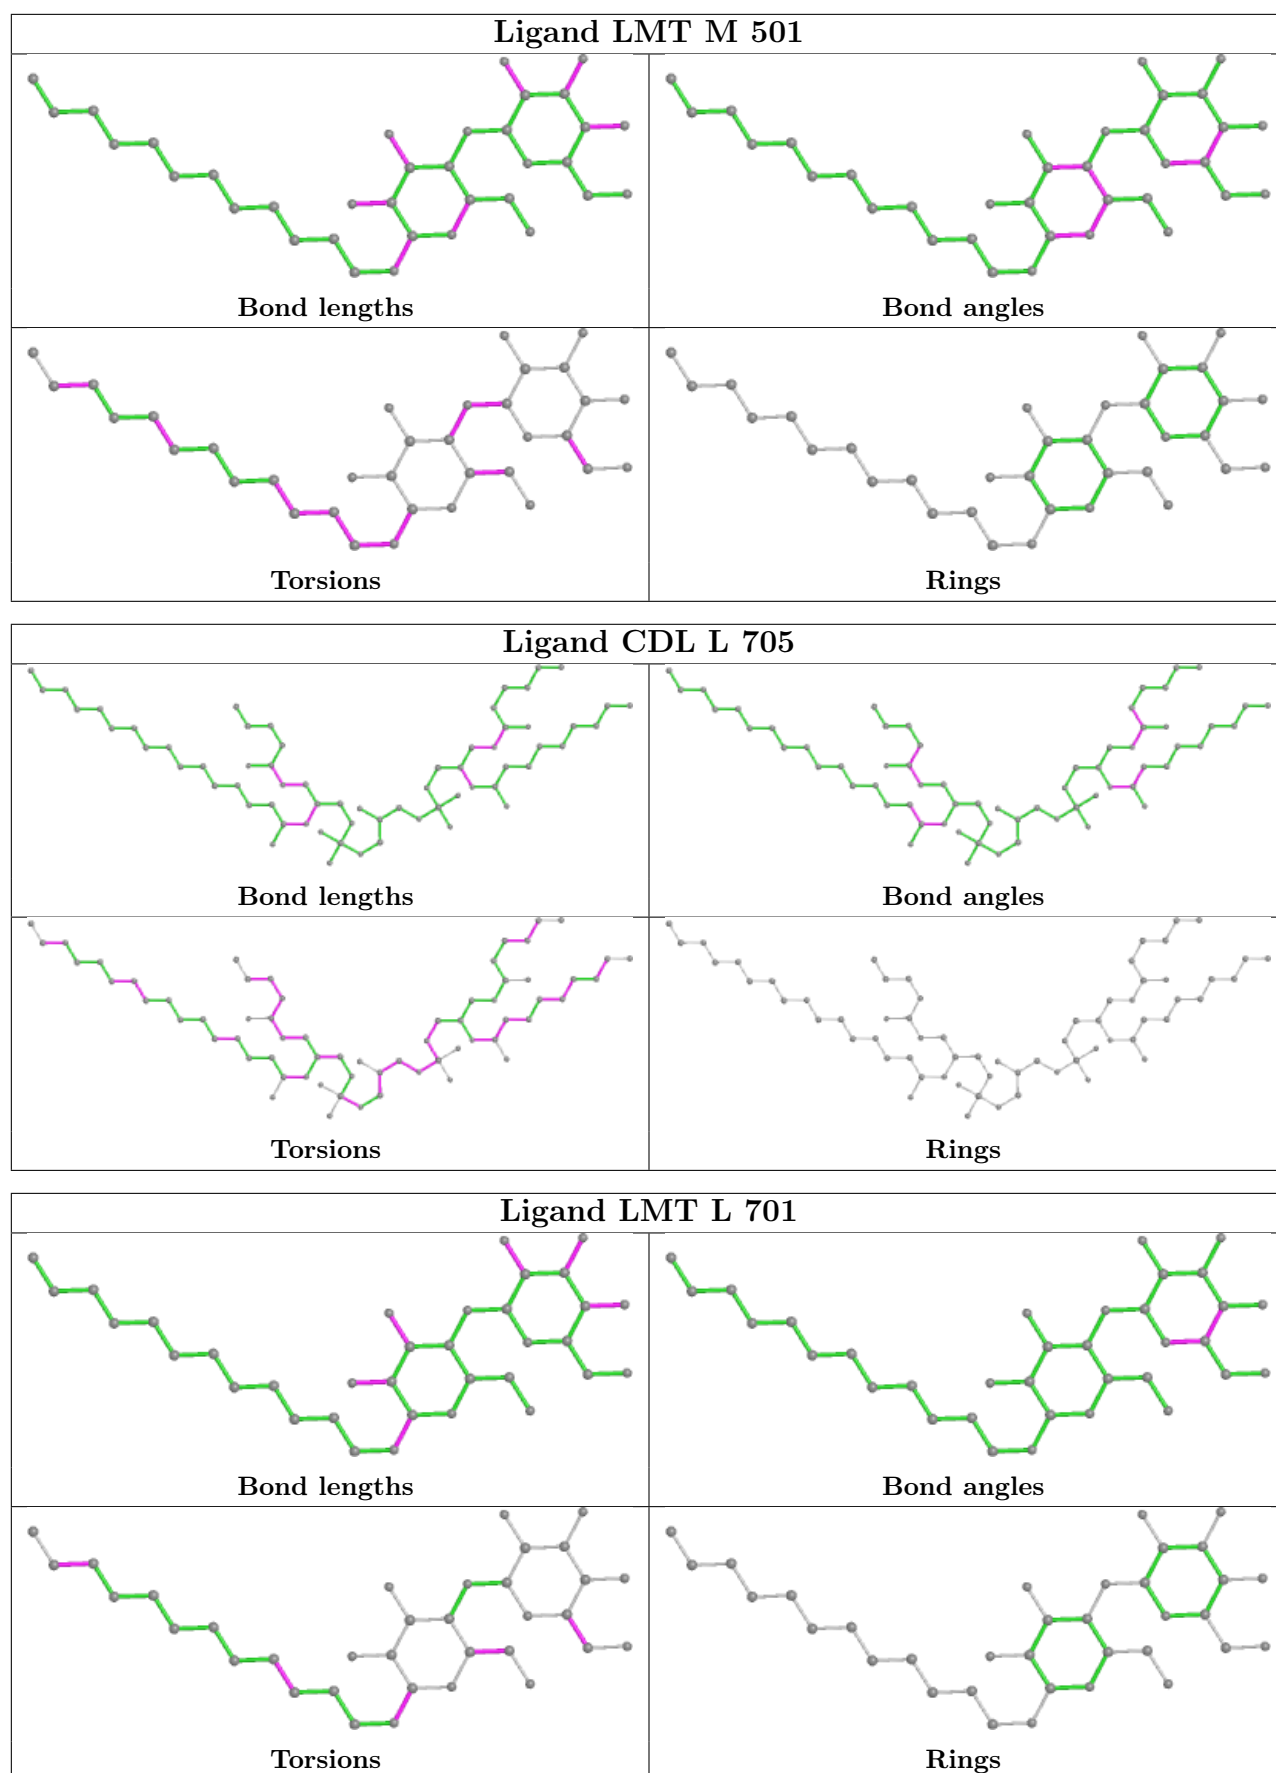 Ligand LMT M 501
Bond lengths
Bond angles
Torsions
Rings
Ligand CDL L 705
Bond lengths
Bond angles
Torsions
Rings
Ligand LMT L 701
Bond lengths
Bond angles
Torsions
Rings